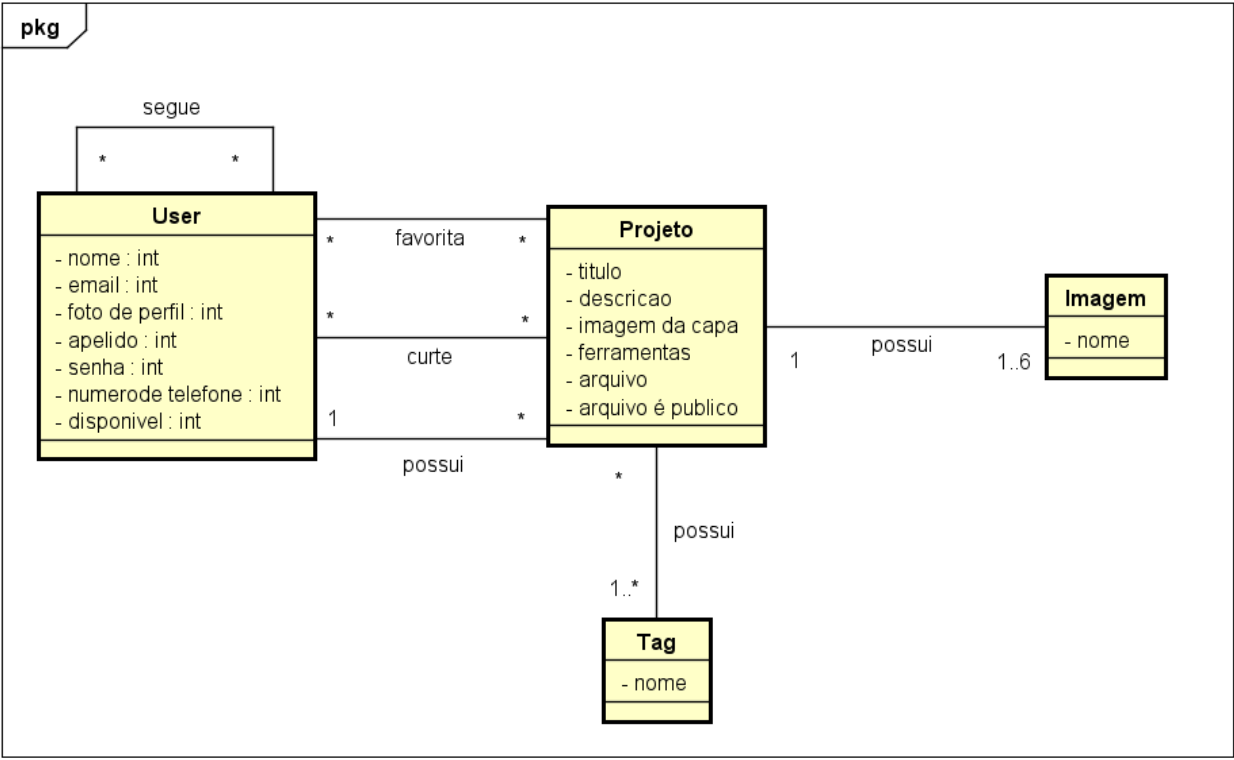 pkg
segue
* *
User
- nome : int
- email : int
- foto de perfil : int
- apelido : int
- senha : int
- numerode telefone : int
- disponivel : int
* favorita *
* *
curte
1 *
possui
Projeto
- titulo
- descricao
- imagem da capa
- ferramentas
- arquivo
- arquivo é publico
possui
1 1..6
Imagem
- nome
*
possui
1..*
Tag
- nome